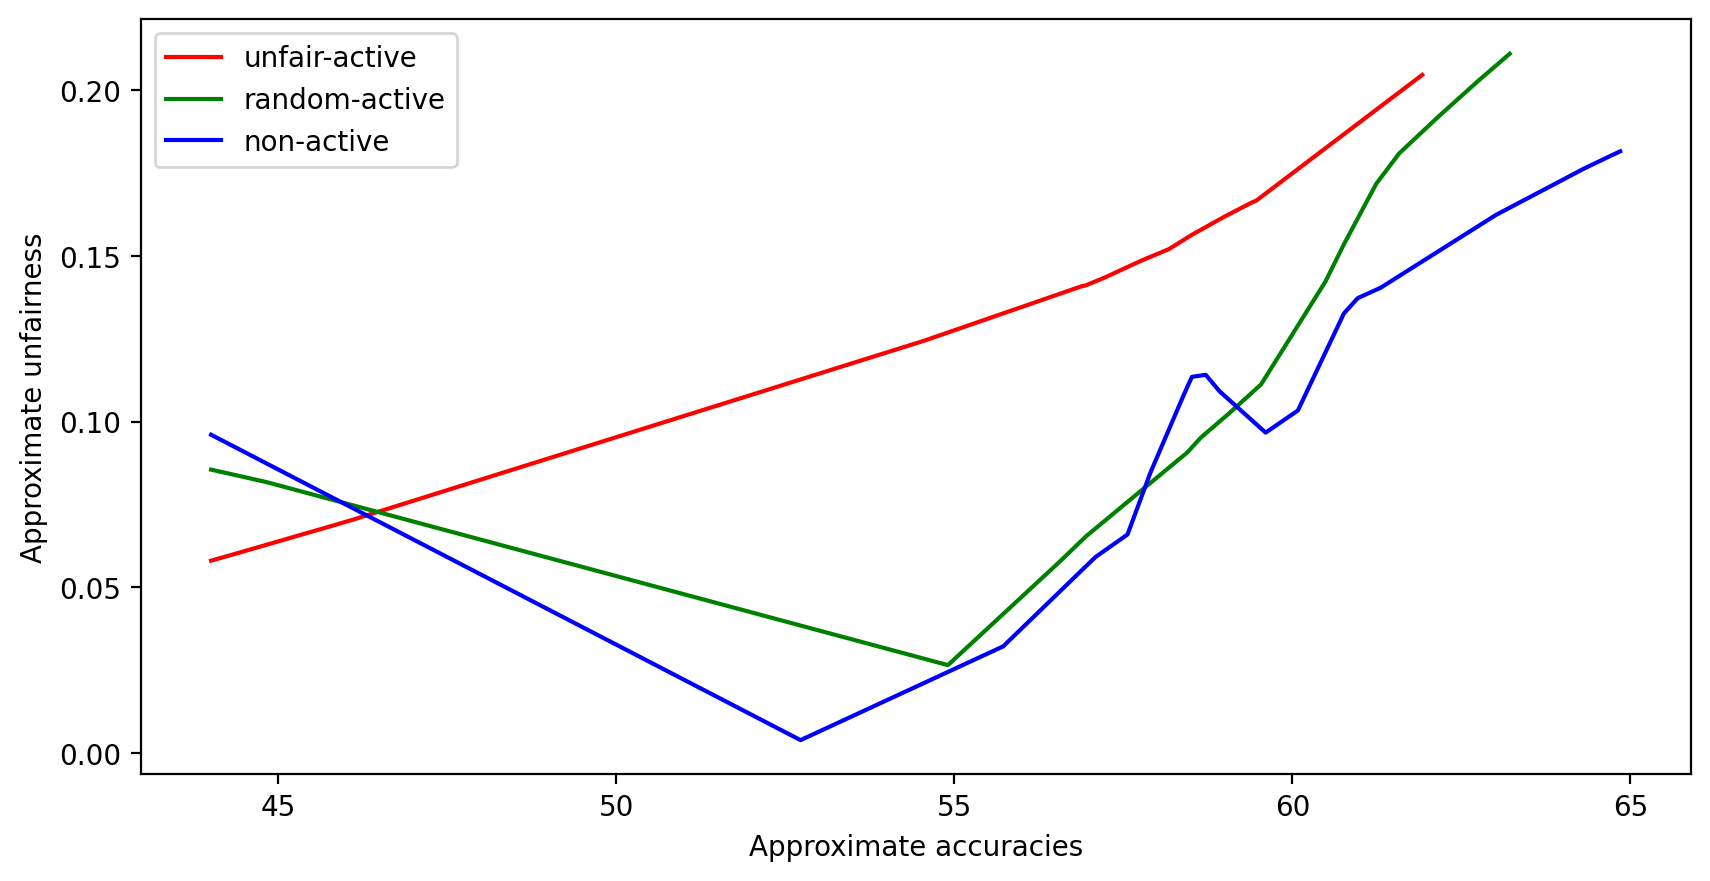 unfair-active
random-active
non-active
0.20
0.15
0.10
0.05
0.00
Approximate unfairness
45 50 55 60 65
Approximate accuracies